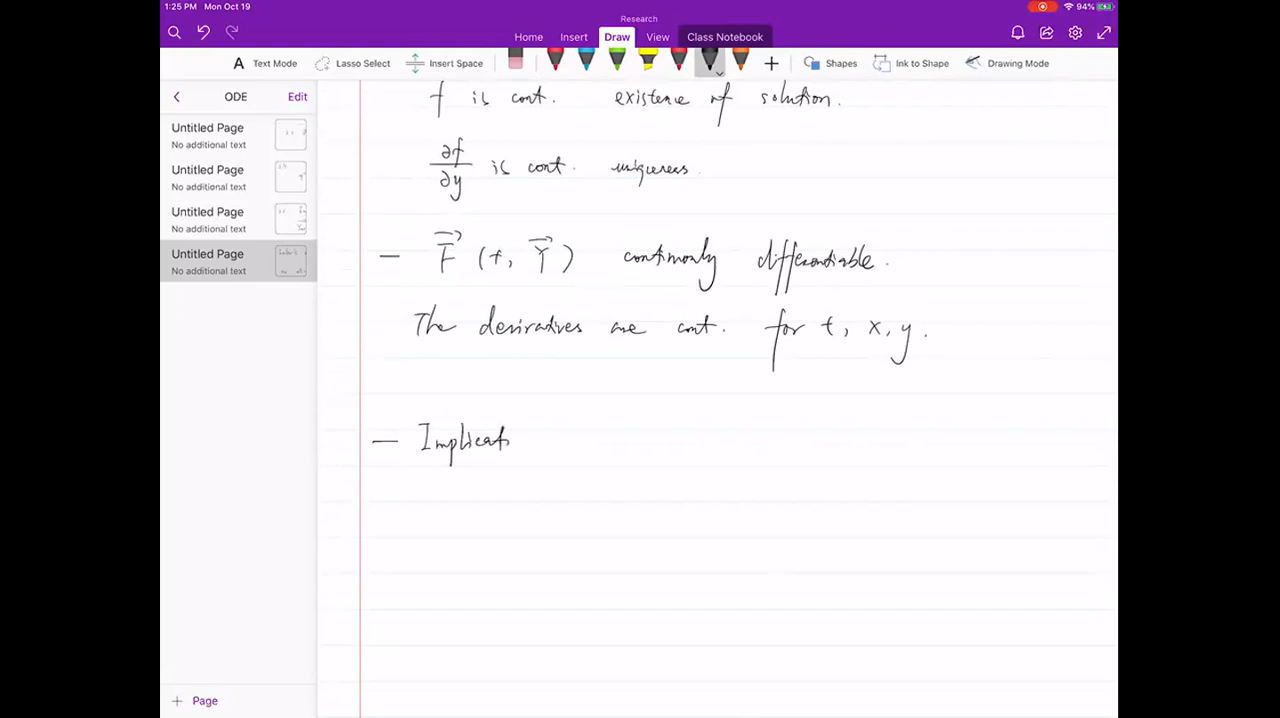 1:25 PM Mon Oct 19
94%
Research
Home Insert Draw View Class Notebook
A Text Mode Lasso Select Insert Space Shapes Ink to Shape Drawing Mode
ODE Edit
Untitled Page
No additional text
Untitled Page
No additional text
Untitled Page
No additional text
Untitled Page
No additional text
+ Page
f is cont. existence of solution.
∂f/∂y is cont. uniqueness.
— F⃗ (t, Y⃗) continuously differentiable.
The derivatives are cont. for t, x, y.
— Implicat